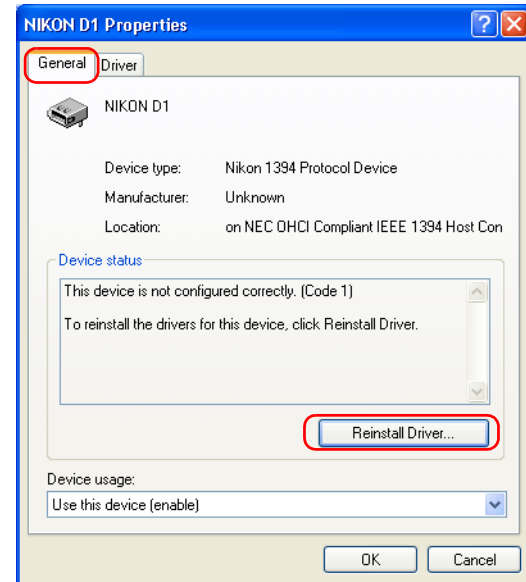 NIKON D1 Properties
General
Driver
NIKON D1
Device type: Nikon 1394 Protocol Device
Manufacturer: Unknown
Location: on NEC OHCI Compliant IEEE 1394 Host Con
Device status
This device is not configured correctly. (Code 1)
To reinstall the drivers for this device, click Reinstall Driver.
Reinstall Driver...
Device usage:
Use this device (enable)
OK
Cancel